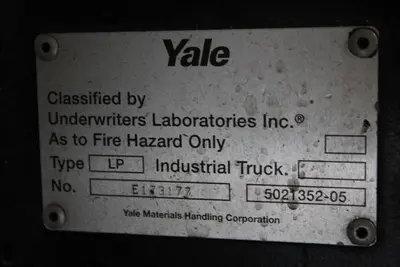 Yale
Classified by
Underwriters Laboratories Inc.®
As to Fire Hazard Only
Type LP Industrial Truck.
No. E173177 5021352-05
Yale Materials Handling Corporation